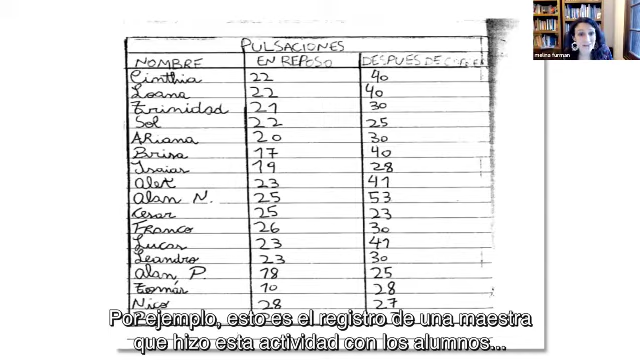 PULSACIONES
NOMBRE EN REPOSO DESPUES DE CORRER
Cinthia 22 40
Loana 22 40
Trinidad 21 30
Sol 22 25
ARiana 20 30
Brisa 17 40
Isaias 19 28
Alex 23 41
Alan N. 25 53
Cesar 25 23
Franco 26 30
Lucas 23 41
Leandro 23 30
Alan P. 18 25
Tomás 10 28
Nico 28 27
Por ejemplo, esto es el registro de una maestra
que hizo esta actividad con los alumnos...
melina furman